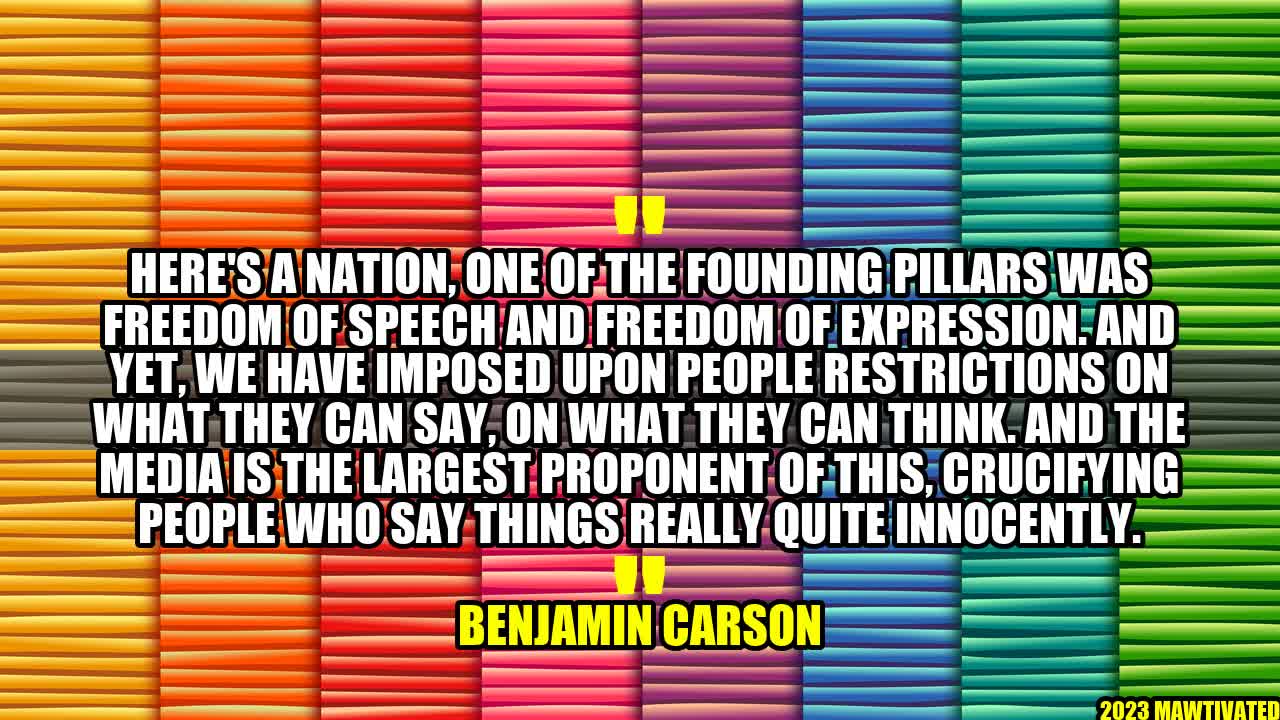 "
HERE'S A NATION, ONE OF THE FOUNDING PILLARS WAS
FREEDOM OF SPEECH AND FREEDOM OF EXPRESSION. AND
YET, WE HAVE IMPOSED UPON PEOPLE RESTRICTIONS ON
WHAT THEY CAN SAY, ON WHAT THEY CAN THINK. AND THE
MEDIA IS THE LARGEST PROPONENT OF THIS, CRUCIFYING
PEOPLE WHO SAY THINGS REALLY QUITE INNOCENTLY.
"
BENJAMIN CARSON
2023 MAWTIVATED